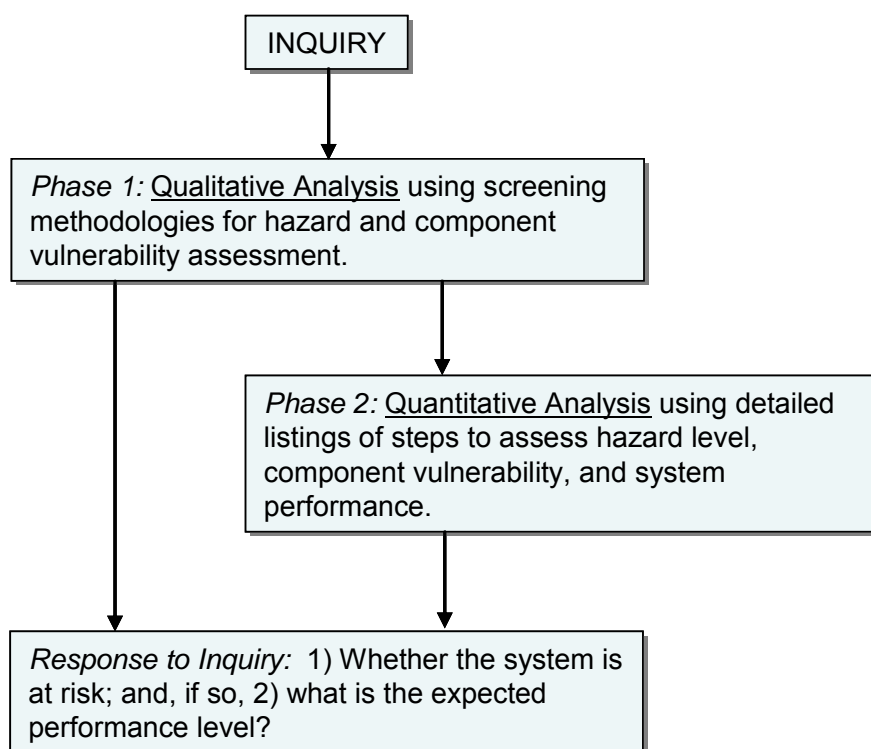 INQUIRY
Phase 1: Qualitative Analysis using screening
methodologies for hazard and component
vulnerability assessment.
Phase 2: Quantitative Analysis using detailed
listings of steps to assess hazard level,
component vulnerability, and system
performance.
Response to Inquiry: 1) Whether the system is
at risk; and, if so, 2) what is the expected
performance level?